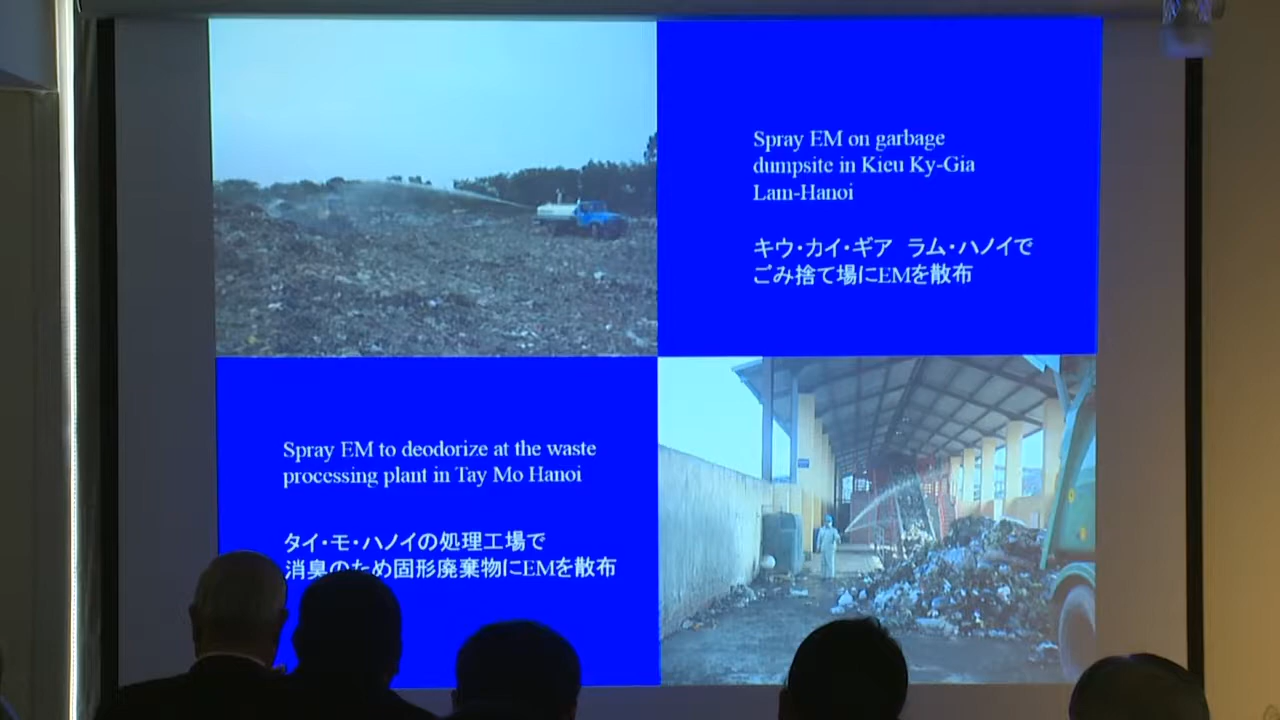 Spray EM on garbage
dumpsite in Kieu Ky-Gia
Lam-Hanoi
キウ・カイ・ギア　ラム・ハノイで
ごみ捨て場にEMを散布
Spray EM to deodorize at the waste
processing plant in Tay Mo Hanoi
タイ・モ・ハノイの処理工場で
消臭のため固形廃棄物にEMを散布